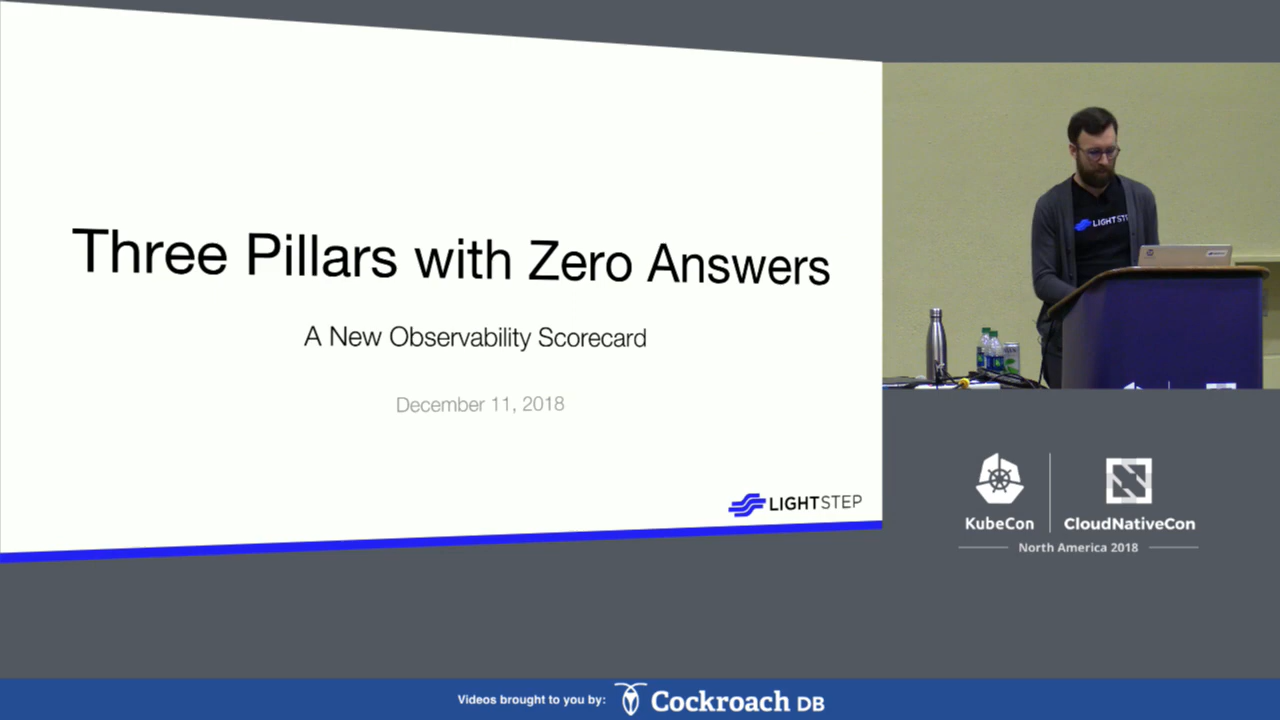 Three Pillars with Zero Answers
A New Observability Scorecard
December 11, 2018
LIGHTSTEP
LIGHTSTE
KubeCon
CloudNativeCon
North America 2018
Videos brought to you by:
Cockroach DB